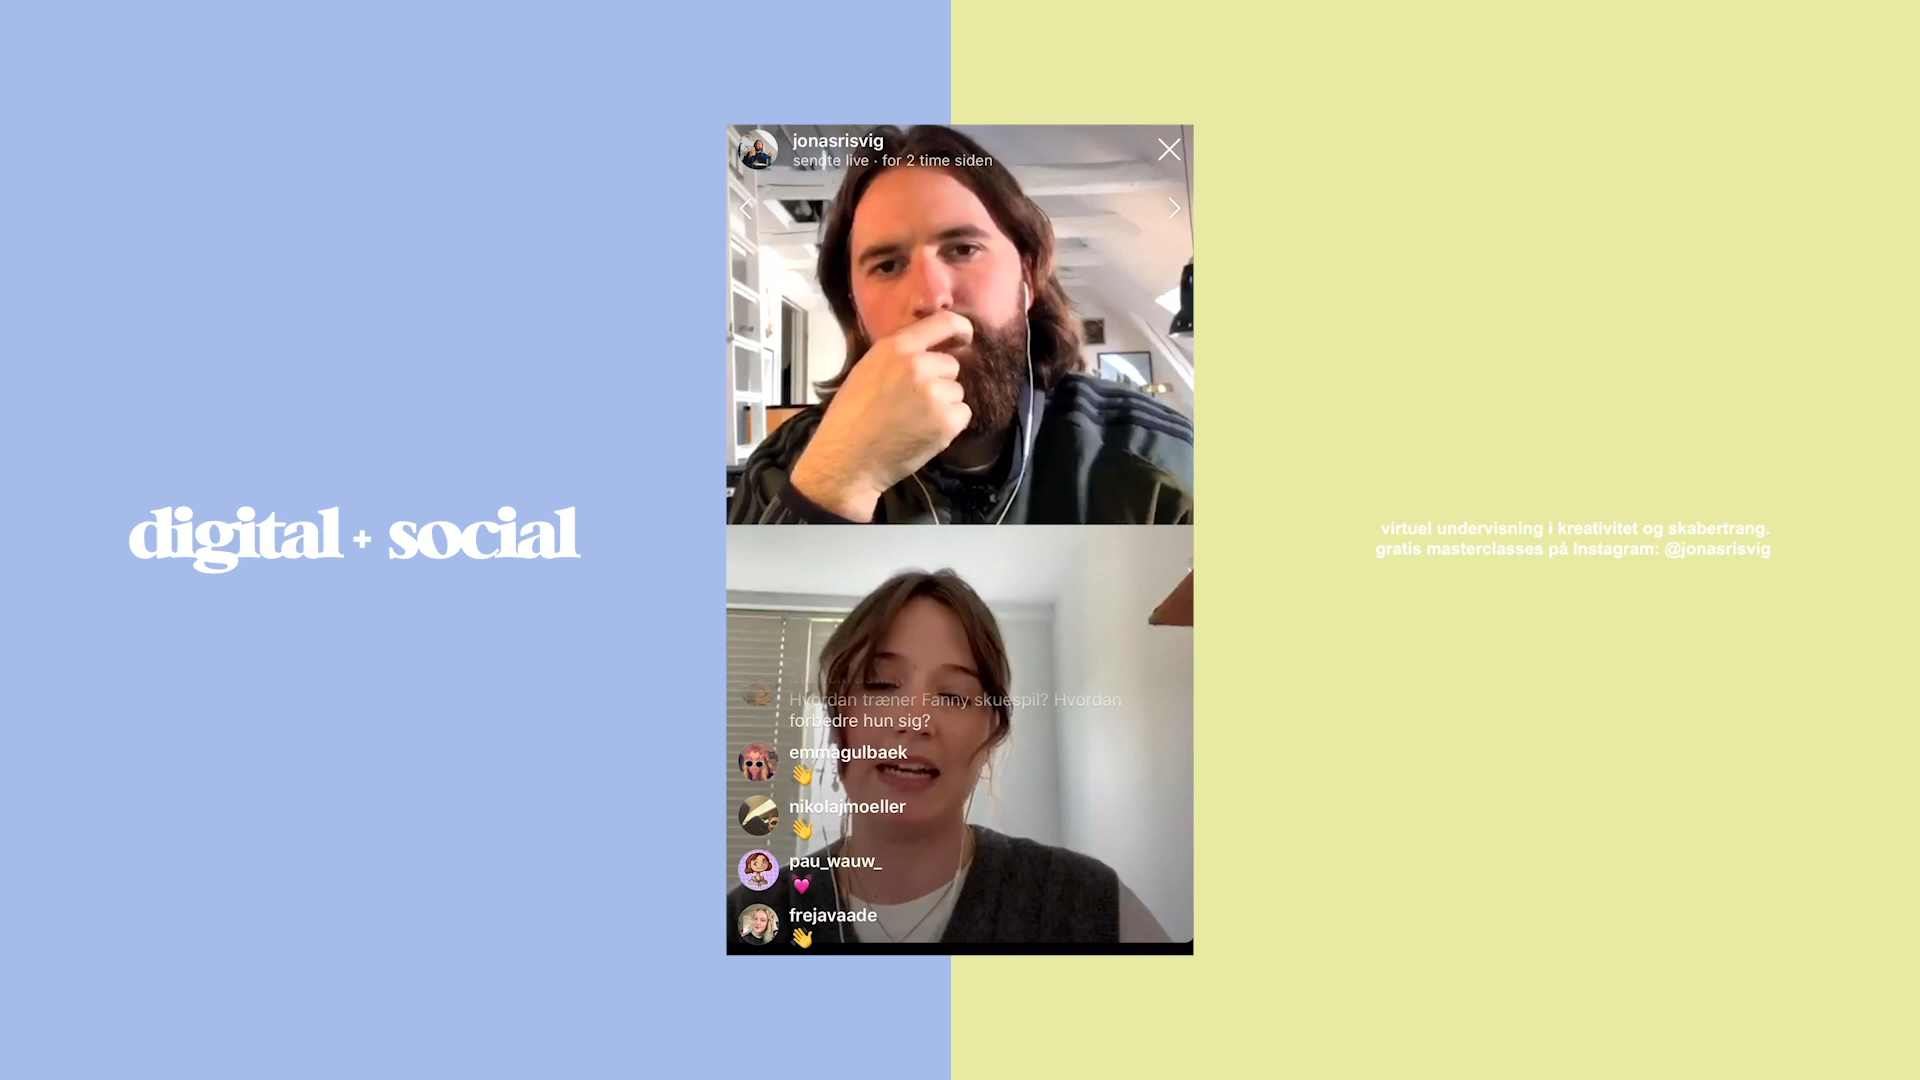 digital + social
jonasrisvig
sendte live · for 2 time siden
Hvordan træner Fanny skuespil? Hvordan
forbedre hun sig?
emmagulbaek
👋
nikolajmoeller
👋
pau_wauw_
💓
frejavaade
👋
virtuel undervisning i kreativitet og skabertrang.
gratis masterclasses på Instagram: @jonasrisvig